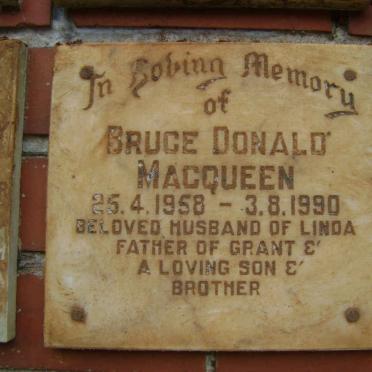 In Loving Memory
of
BRUCE DONALD
MACQUEEN
25.4.1958 - 3.8.1990
BELOVED HUSBAND OF LINDA
FATHER OF GRANT &
A LOVING SON &
BROTHER